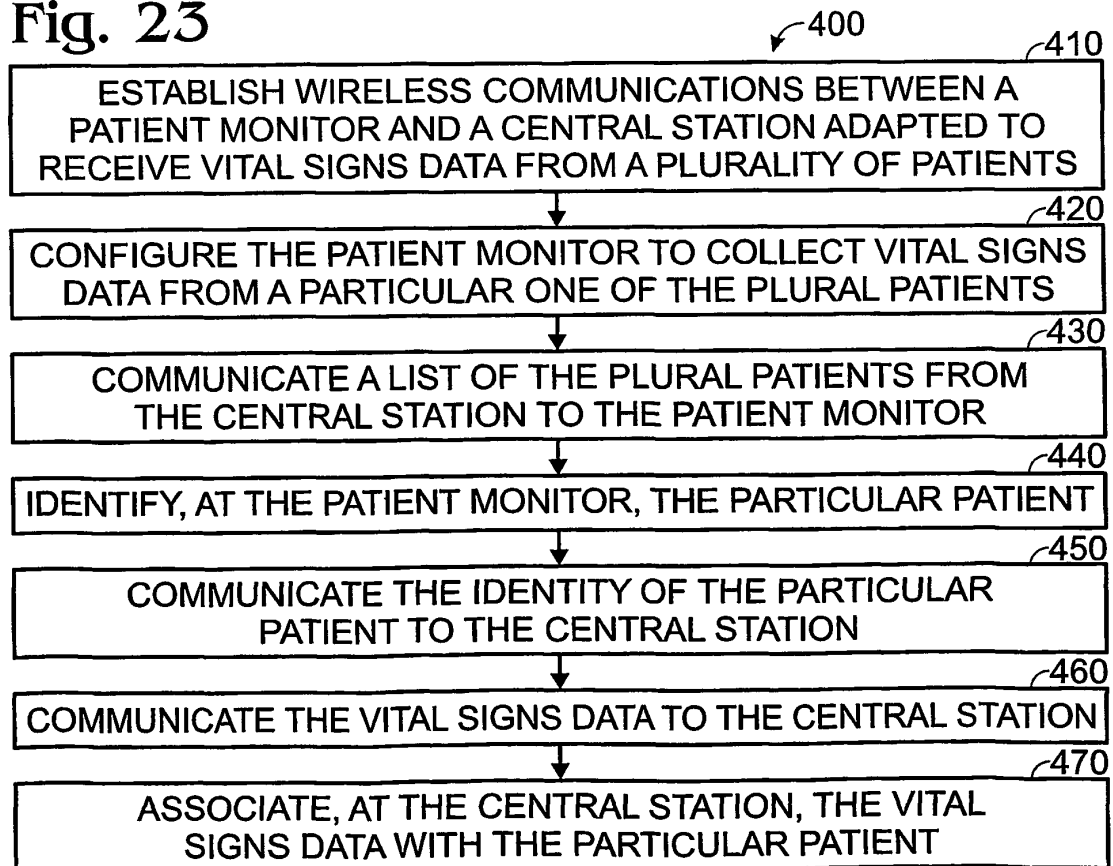 Fig. 23
400
410
ESTABLISH WIRELESS COMMUNICATIONS BETWEEN A
PATIENT MONITOR AND A CENTRAL STATION ADAPTED TO
RECEIVE VITAL SIGNS DATA FROM A PLURALITY OF PATIENTS
420
CONFIGURE THE PATIENT MONITOR TO COLLECT VITAL SIGNS
DATA FROM A PARTICULAR ONE OF THE PLURAL PATIENTS
430
COMMUNICATE A LIST OF THE PLURAL PATIENTS FROM
THE CENTRAL STATION TO THE PATIENT MONITOR
440
IDENTIFY, AT THE PATIENT MONITOR, THE PARTICULAR PATIENT
450
COMMUNICATE THE IDENTITY OF THE PARTICULAR
PATIENT TO THE CENTRAL STATION
460
COMMUNICATE THE VITAL SIGNS DATA TO THE CENTRAL STATION
470
ASSOCIATE, AT THE CENTRAL STATION, THE VITAL
SIGNS DATA WITH THE PARTICULAR PATIENT